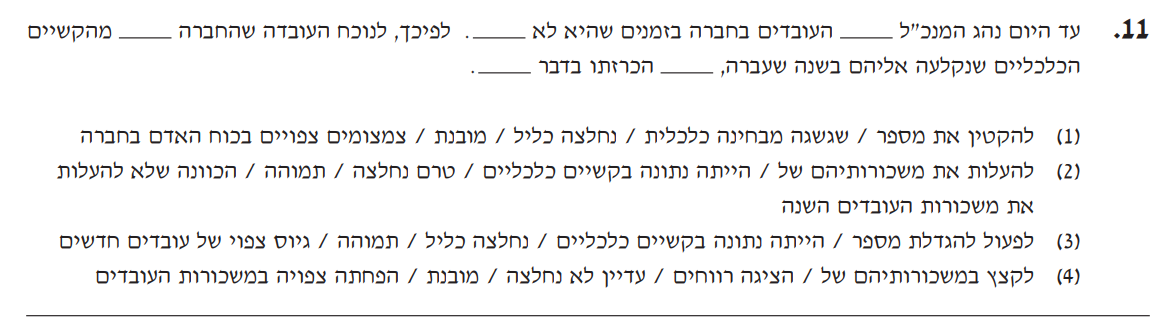 11. עד היום נהג המנכ"ל _____ העובדים בחברה בזמנים שהיא לא _____. לפיכך, לנוכח העובדה שהחברה _____ מהקשיים
הכלכליים שנקלעה אליהם בשנה שעברה, _____ הכרזתו בדבר _____.
(1) להקטין את מספר / שגשגה מבחינה כלכלית / נחלצה כליל / מובנת / צמצומים צפויים בכוח האדם בחברה
(2) להעלות את משכורותיהם של / הייתה נתונה בקשיים כלכליים / טרם נחלצה / תמוהה / הכוונה שלא להעלות
את משכורות העובדים השנה
(3) לפעול להגדלת מספר / הייתה נתונה בקשיים כלכליים / נחלצה כליל / תמוהה / גיוס צפוי של עובדים חדשים
(4) לקצץ במשכורותיהם של / הציגה רווחים / עדיין לא נחלצה / מובנת / הפחתה צפויה במשכורות העובדים